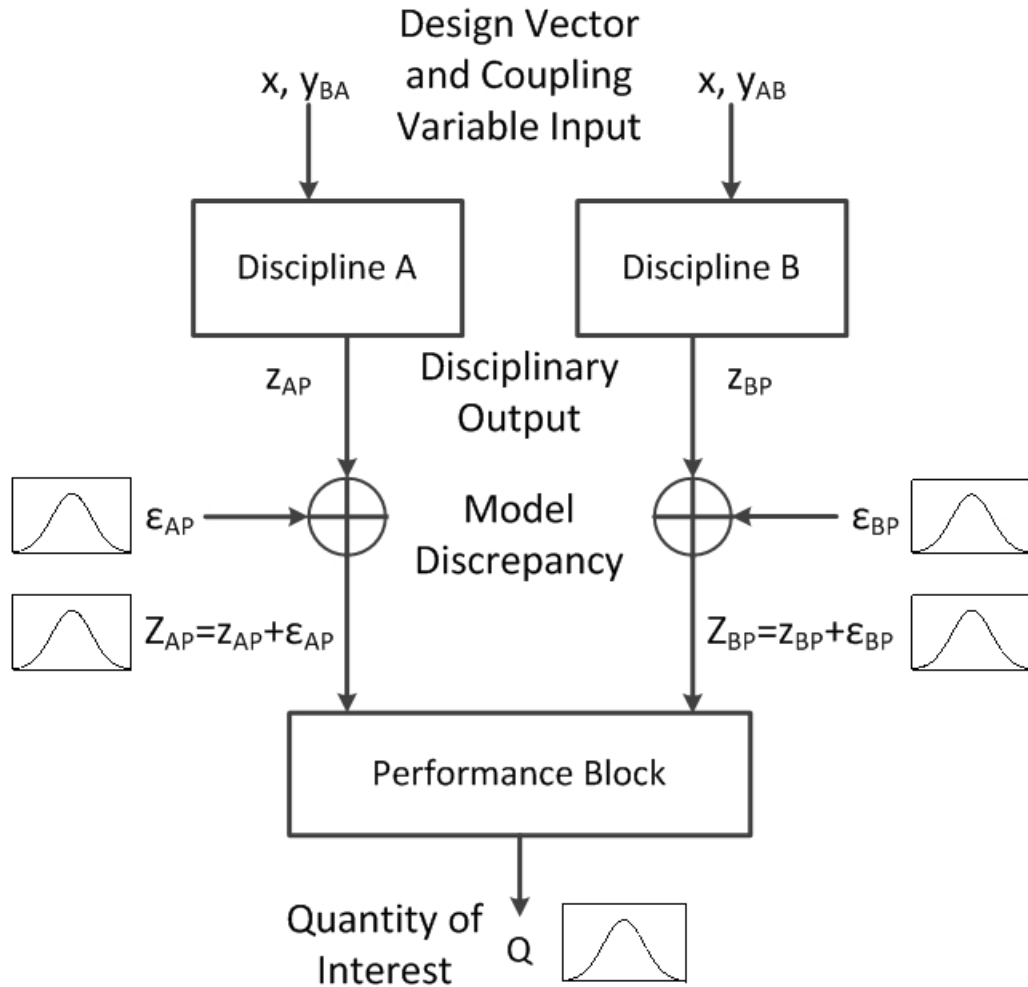 Design Vector
and Coupling
Variable Input
x, y_BA
x, y_AB
Discipline A
Discipline B
z_AP
Disciplinary
Output
z_BP
ε_AP
Model
Discrepancy
ε_BP
Z_AP=z_AP+ε_AP
Z_BP=z_BP+ε_BP
Performance Block
Quantity of
Interest
Q